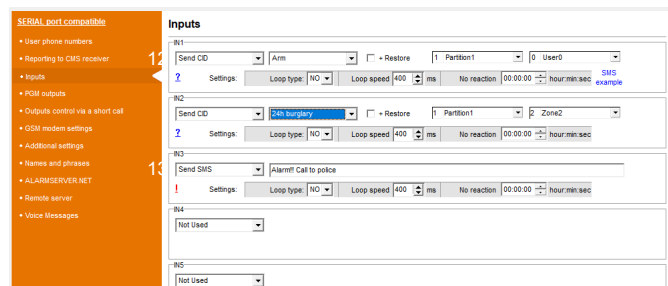 SERIAL port compatible
• User phone numbers
• Reporting to CMS receiver
• Inputs
• PGM outputs
• Outputs control via a short call
• GSM modem settings
• Additional settings
• Names and phrases
• ALARMSERVER.NET
• Remote server
• Voice Messages
12
13
Inputs
IN1
Send CID Arm + Restore 1 Partition1 0 User0
? Settings: Loop type: NO Loop speed 400 ms No reaction 00:00:00 hour:min:sec SMS example
IN2
Send CID 24h burglary + Restore 1 Partition1 2 Zone2
? Settings: Loop type: NO Loop speed 400 ms No reaction 00:00:00 hour:min:sec
IN3
Send SMS Alarm!! Call to police
! Settings: Loop type: NO Loop speed 400 ms No reaction 00:00:00 hour:min:sec
IN4
Not Used
IN5
Not Used